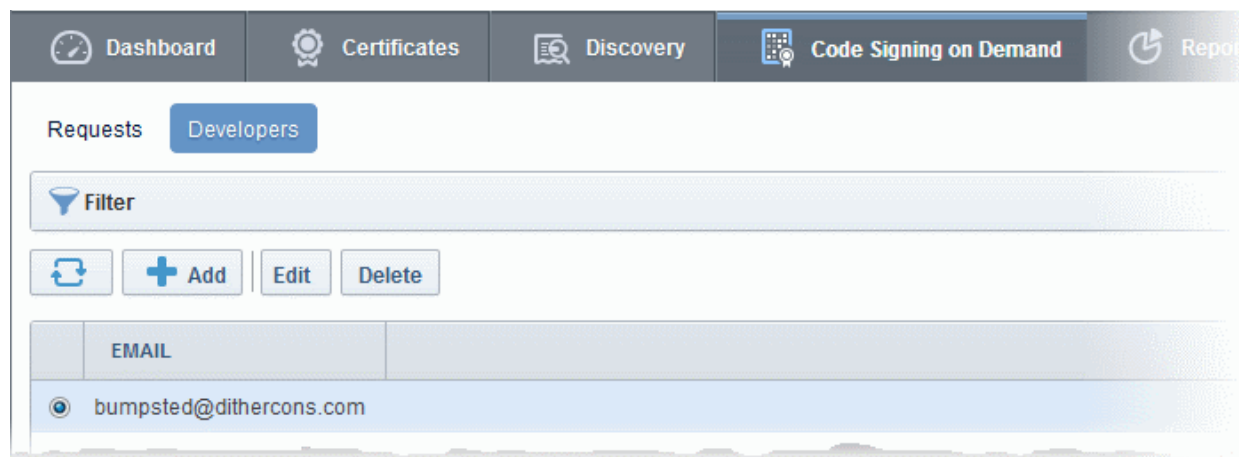 Dashboard Certificates Discovery Code Signing on Demand
Requests Developers
Filter
Add Edit Delete
EMAIL
bumpsted@dithercons.com